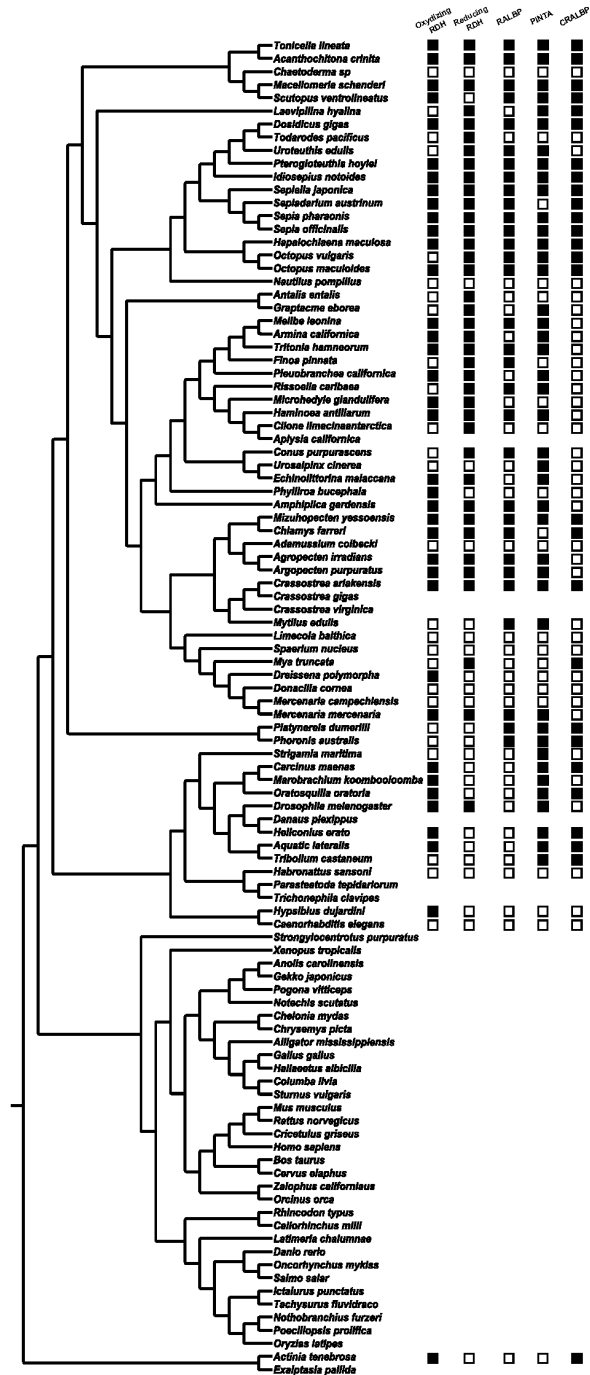 Oxydizing RDH Reducing RDH RALBP PINTA CRALBP
Tonicella lineata
Acanthochitona crinita
Chaetoderma sp
Macellomeria schanderi
Scutopus ventrolineatus
Laevipilina hyalina
Dosidicus gigas
Todarodes pacificus
Uroteuthis edulis
Pterogioteuthis hoylei
Idiosepius notoides
Sepiella japonica
Sepiadarium austrinum
Sepia pharaonis
Sepia officinalis
Hapalochlaena maculosa
Octopus vulgaris
Octopus maculoides
Nautilus pompilius
Antalis entalis
Graptacme eborea
Melibe leonina
Armina californica
Tritonia hamneorum
Finoa pinnata
Pleuobranchea californica
Rissoella caribaea
Microhedyle glandulifera
Haminoea antillarum
Clione limacinaantarctica
Aplysia californica
Conus purpurascens
Urosalpinx cinerea
Echinolittorina malaccana
Phylliroa bucephala
Amphiplica gardensis
Mizuhopecten yessoensis
Chlamys farreri
Adamussium colbecki
Agropecten irradians
Argopecten purpuratus
Crassostrea ariakensis
Crassostrea gigas
Crassostrea virginica
Mytilus edulis
Limecola balthica
Spaerium nucleus
Mya truncata
Dreissena polymorpha
Donacilla cornea
Mercenaria campechiensis
Mercenaria mercenaria
Platynereis dumerilli
Phoronis australis
Strigamia maritima
Carcinus maenas
Marobrachium koombooloomba
Oratosquilla oratoria
Drosophila melanogaster
Danaus plexippus
Heliconius erato
Aquatic lateralis
Tribolium castaneum
Habronattus sansoni
Parasteatoda tepidariorum
Trichonephila clavipes
Hypsibius dujardini
Caenorhabditis elegans
Strongylocentrotus purpuratus
Xenopus tropicalis
Anolis carolinensis
Gekko japonicus
Pogona vitticeps
Notechis scutatus
Chelonia mydas
Chrysemys picta
Alligator mississippiensis
Gallus gallus
Haliaeetus albicilla
Columba livia
Sturnus vulgaris
Mus musculus
Rattus norvegicus
Cricetulus griseus
Homo sapiens
Bos taurus
Cervus elaphus
Zalophus californiaus
Orcinus orca
Rhincodon typus
Callorhinchus milii
Latimeria chalumnae
Danio rerio
Oncorhynchus mykiss
Salmo salar
Ictalurus punctatus
Tachysurus fluvidraco
Nothobranchius furzeri
Poeciliopsis prolifica
Oryzias latipes
Actinia tenebrosa
Exaiptasia pallida